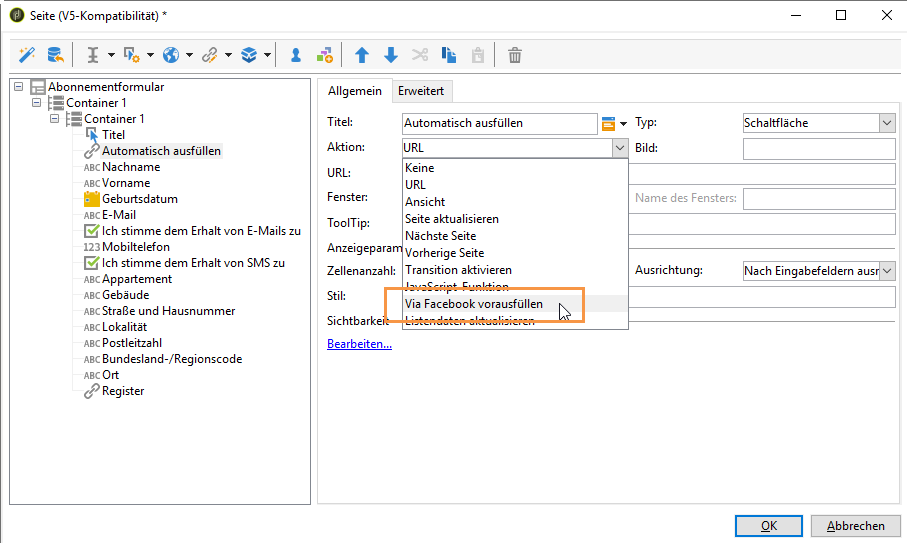 Seite (V5-Kompatibilität) *
Abonnementformular
Container 1
Container 1
Titel
Automatisch ausfüllen
ABC Nachname
ABC Vorname
Geburtsdatum
ABC E-Mail
Ich stimme dem Erhalt von E-Mails zu
123 Mobiltelefon
Ich stimme dem Erhalt von SMS zu
ABC Appartement
ABC Gebäude
ABC Straße und Hausnummer
ABC Lokalität
ABC Postleitzahl
ABC Bundesland-/Regionscode
ABC Ort
Register
Allgemein Erweitert
Titel: Automatisch ausfüllen Typ: Schaltfläche
Aktion: URL Bild:
Keine
URL: URL
Ansicht
Fenster: Name des Fensters:
Seite aktualisieren
ToolTip:
Nächste Seite
Anzeigeparam
Vorherige Seite
Zellenanzahl: Transition aktivieren Ausrichtung: Nach Eingabefeldern ausr
JavaScript-Funktion
Stil: Via Facebook vorausfüllen
Sichtbarkeit Listendaten aktualisieren
Bearbeiten...
OK Abbrechen